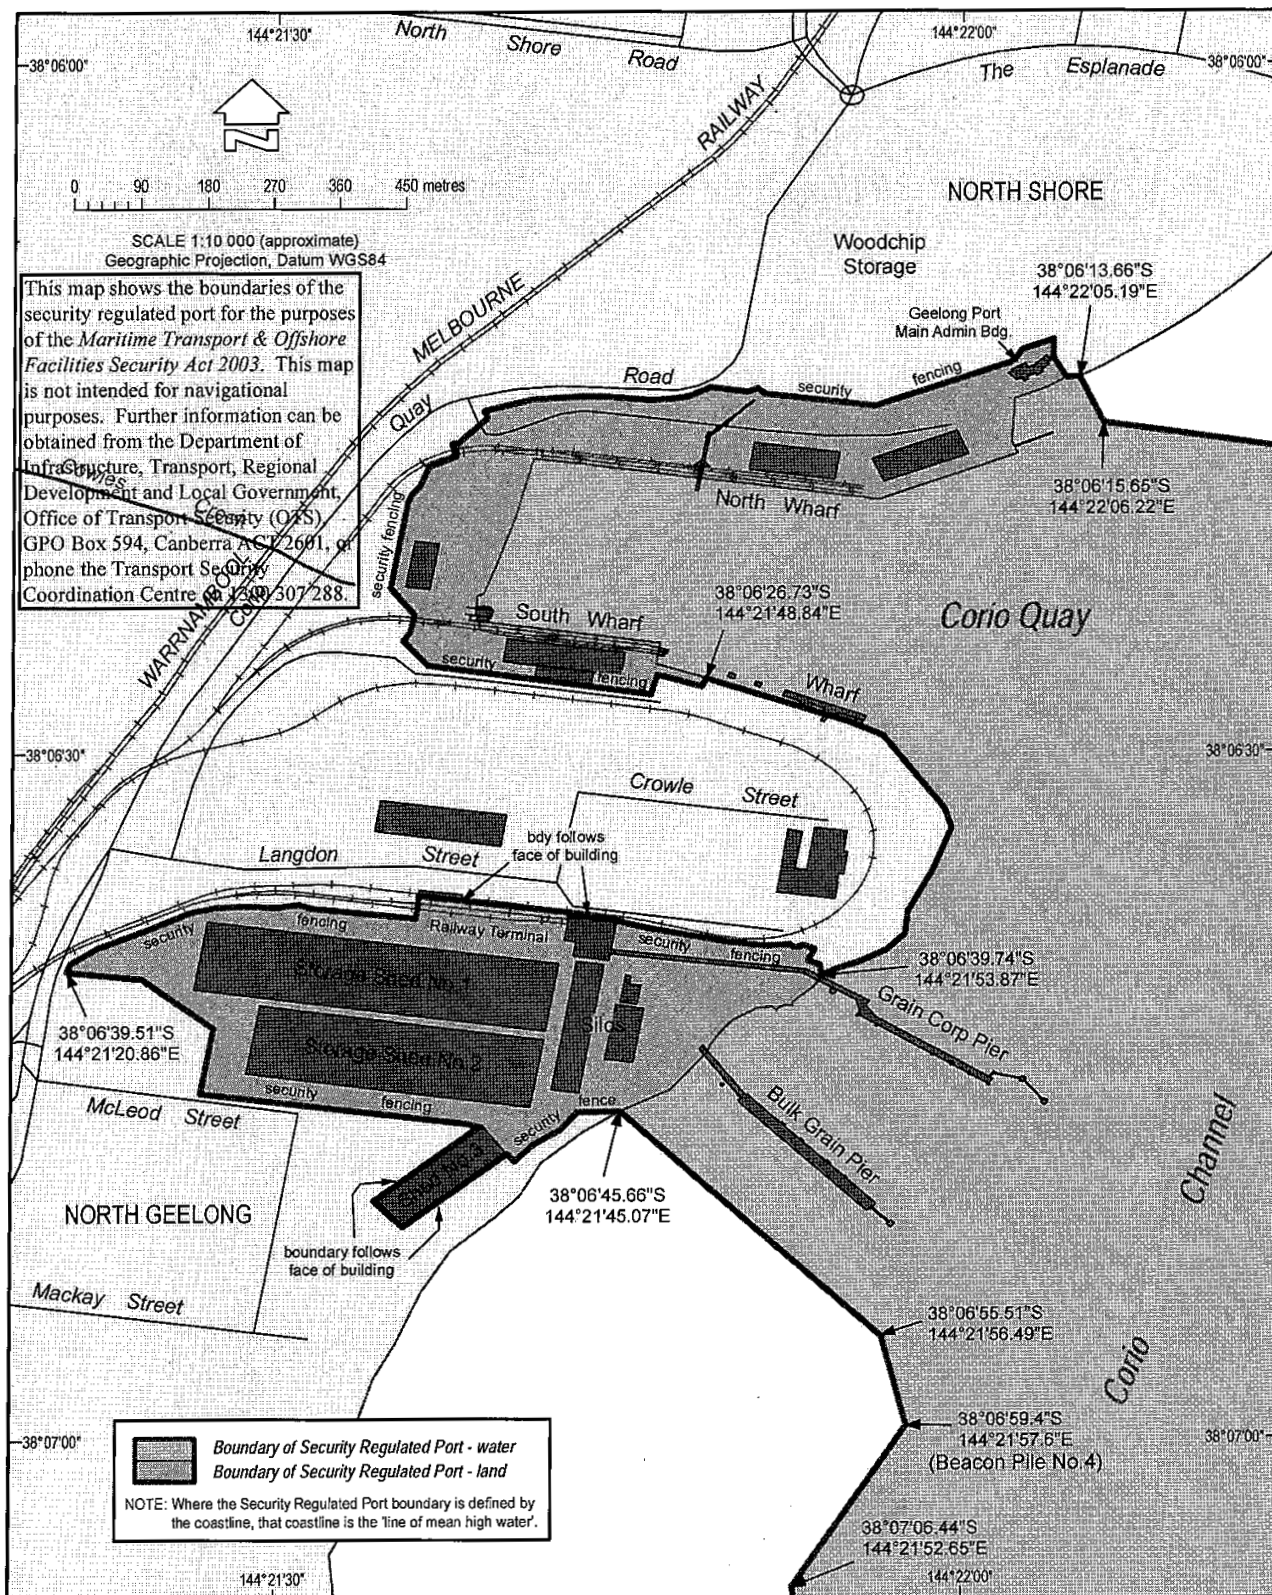 144°21'30"
North Shore Road
144°22'00"
38°06'00"
38°06'00"
The Esplanade
RAILWAY
N
0 90 180 270 360 450 metres
SCALE 1:10 000 (approximate)
Geographic Projection, Datum WGS84
NORTH SHORE
Woodchip
Storage
38°06'13.66"S
144°22'05.19"E
Geelong Port
Main Admin Bdg.
This map shows the boundaries of the
security regulated port for the purposes
of the Maritime Transport & Offshore
Facilities Security Act 2003. This map
is not intended for navigational
purposes. Further information can be
obtained from the Department of
Infrastructure, Transport, Regional
Development and Local Government,
Office of Transport Security (OTS),
GPO Box 594, Canberra ACT 2601, or
phone the Transport Security
Coordination Centre on 1300 307 288.
Cowies
MELBOURNE
Quay
Road
security fencing
North Wharf
38°06'15.65"S
144°22'06.22"E
security fencing
WARRNAMBOOL
Corio
South Wharf
38°06'26.73"S
144°21'48.84"E
Corio Quay
security fencing
Wharf
38°06'30"
38°06'30"
Crowle Street
bdy follows
face of building
Langdon Street
security fencing
Railway Terminal
security fencing
38°06'39.74"S
144°21'53.87"E
Storage Shed No.1
Grain Corp Pier
38°06'39.51"S
144°21'20.86"E
Silos
Storage Shed No.2
security fencing
security fence
McLeod Street
Bulk Grain Pier
Channel
Shed No.3
38°06'45.66"S
144°21'45.07"E
NORTH GEELONG
boundary follows
face of building
Mackay Street
38°06'55.51"S
144°21'56.49"E
Corio
38°06'59.4"S
144°21'57.6"E
(Beacon Pile No.4)
38°07'00"
38°07'00"
Boundary of Security Regulated Port - water
Boundary of Security Regulated Port - land
NOTE: Where the Security Regulated Port boundary is defined by
the coastline, that coastline is the 'line of mean high water'.
38°07'06.44"S
144°21'52.65"E
144°21'30"
144°22'00"